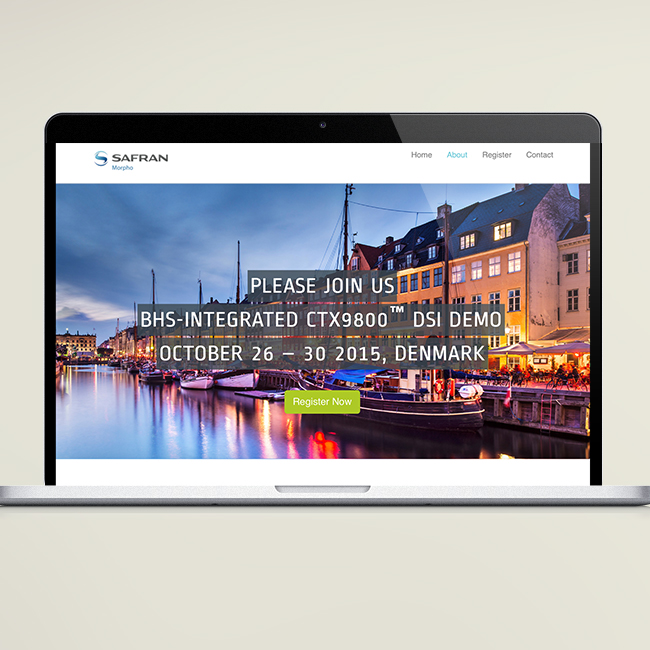 SAFRAN
Morpho
Home About Register Contact
PLEASE JOIN US
BHS-INTEGRATED CTX9800™ DSI DEMO
OCTOBER 26 – 30 2015, DENMARK
Register Now